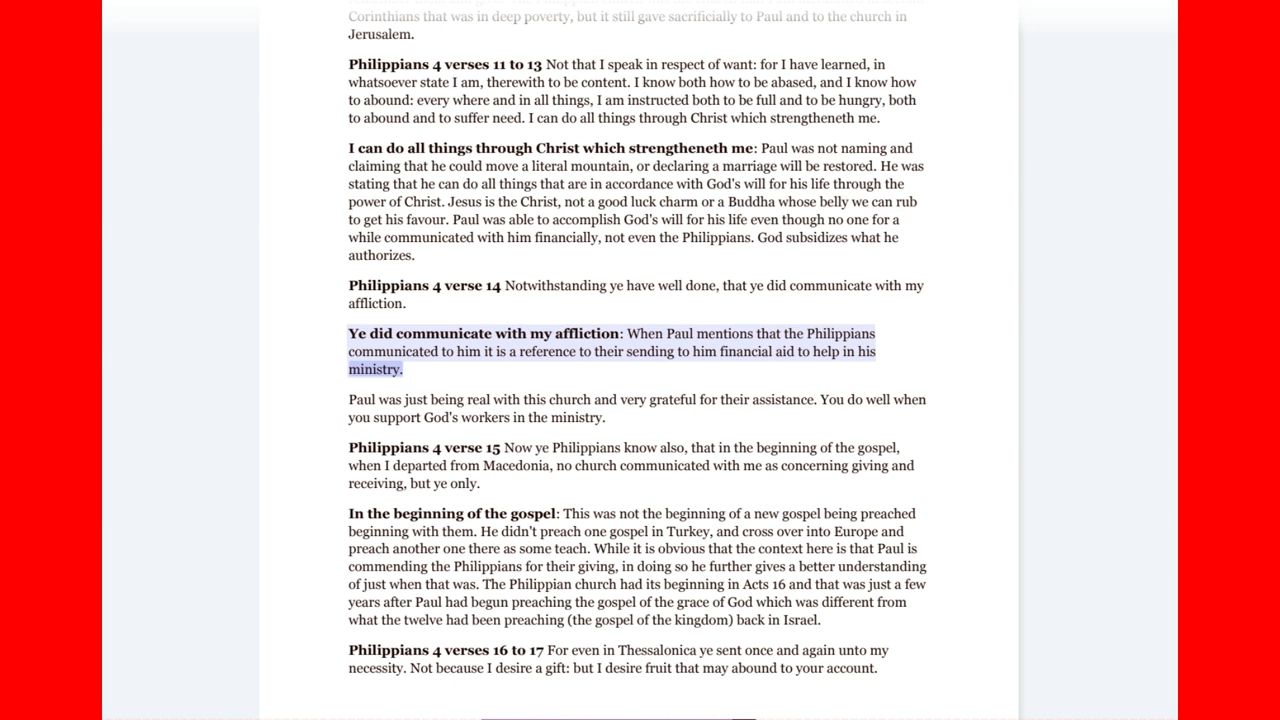 Corinthians that was in deep poverty, but it still gave sacrificially to Paul and to the church in
Jerusalem.
Philippians 4 verses 11 to 13 Not that I speak in respect of want: for I have learned, in
whatsoever state I am, therewith to be content. I know both how to be abased, and I know how
to abound: every where and in all things, I am instructed both to be full and to be hungry, both
to abound and to suffer need. I can do all things through Christ which strengtheneth me.
I can do all things through Christ which strengtheneth me: Paul was not naming and
claiming that he could move a literal mountain, or declaring a marriage will be restored. He was
stating that he can do all things that are in accordance with God's will for his life through the
power of Christ. Jesus is the Christ, not a good luck charm or a Buddha whose belly we can rub
to get his favour. Paul was able to accomplish God's will for his life even though no one for a
while communicated with him financially, not even the Philippians. God subsidizes what he
authorizes.
Philippians 4 verse 14 Notwithstanding ye have well done, that ye did communicate with my
affliction.
Ye did communicate with my affliction: When Paul mentions that the Philippians
communicated to him it is a reference to their sending to him financial aid to help in his
ministry.
Paul was just being real with this church and very grateful for their assistance. You do well when
you support God's workers in the ministry.
Philippians 4 verse 15 Now ye Philippians know also, that in the beginning of the gospel,
when I departed from Macedonia, no church communicated with me as concerning giving and
receiving, but ye only.
In the beginning of the gospel: This was not the beginning of a new gospel being preached
beginning with them. He didn't preach one gospel in Turkey, and cross over into Europe and
preach another one there as some teach. While it is obvious that the context here is that Paul is
commending the Philippians for their giving, in doing so he further gives a better understanding
of just when that was. The Philippian church had its beginning in Acts 16 and that was just a few
years after Paul had begun preaching the gospel of the grace of God which was different from
what the twelve had been preaching (the gospel of the kingdom) back in Israel.
Philippians 4 verses 16 to 17 For even in Thessalonica ye sent once and again unto my
necessity. Not because I desire a gift: but I desire fruit that may abound to your account.